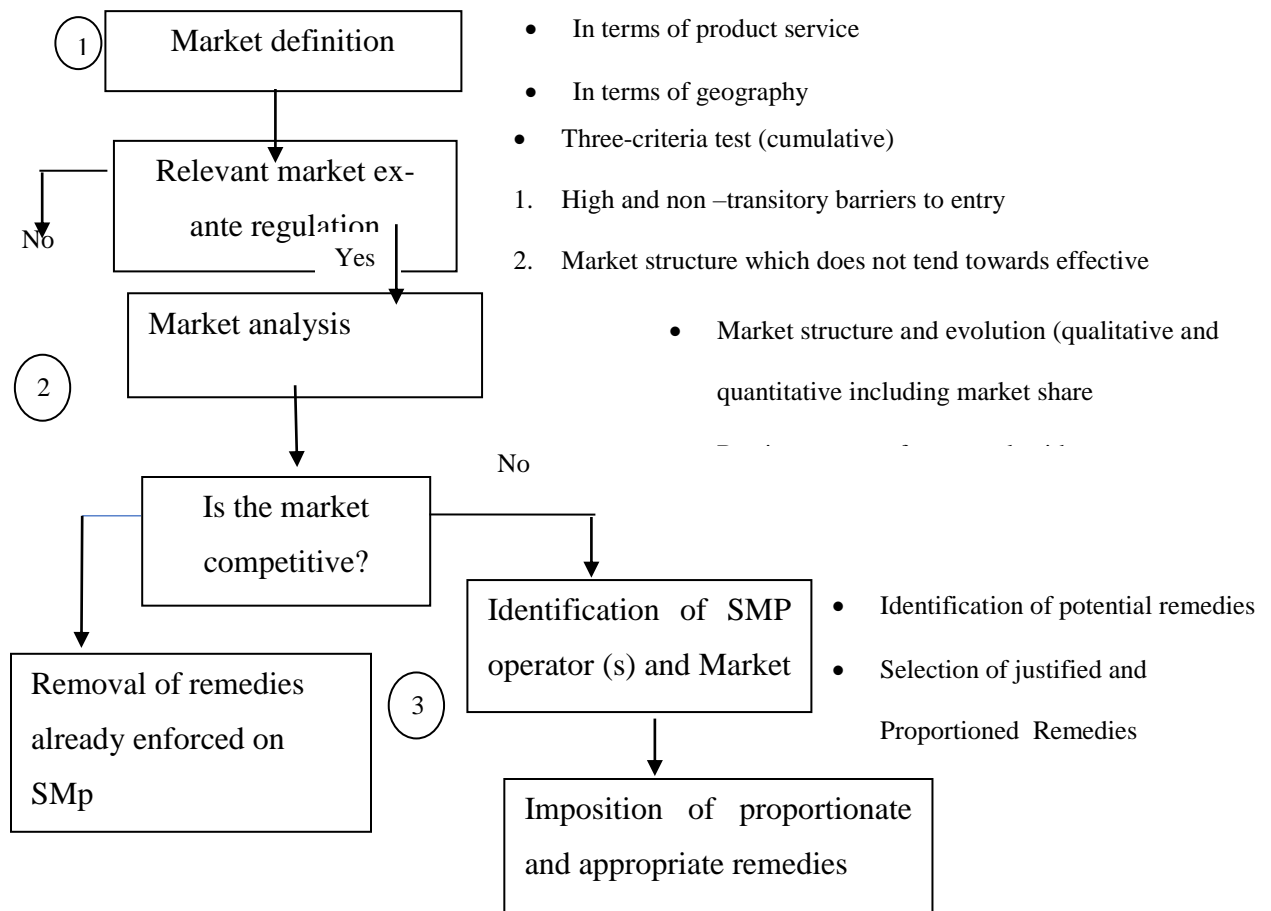 1
Market definition
• In terms of product service
• In terms of geography
• Three-criteria test (cumulative)
Relevant market ex-
ante regulation
1. High and non –transitory barriers to entry
No
Yes
2. Market structure which does not tend towards effective
Market analysis
• Market structure and evolution (qualitative and
quantitative including market share
2
No
Is the market
competitive?
Identification of SMP
operator (s) and Market
• Identification of potential remedies
• Selection of justified and
Proportioned Remedies
Removal of remedies
already enforced on
SMp
3
Imposition of proportionate
and appropriate remedies